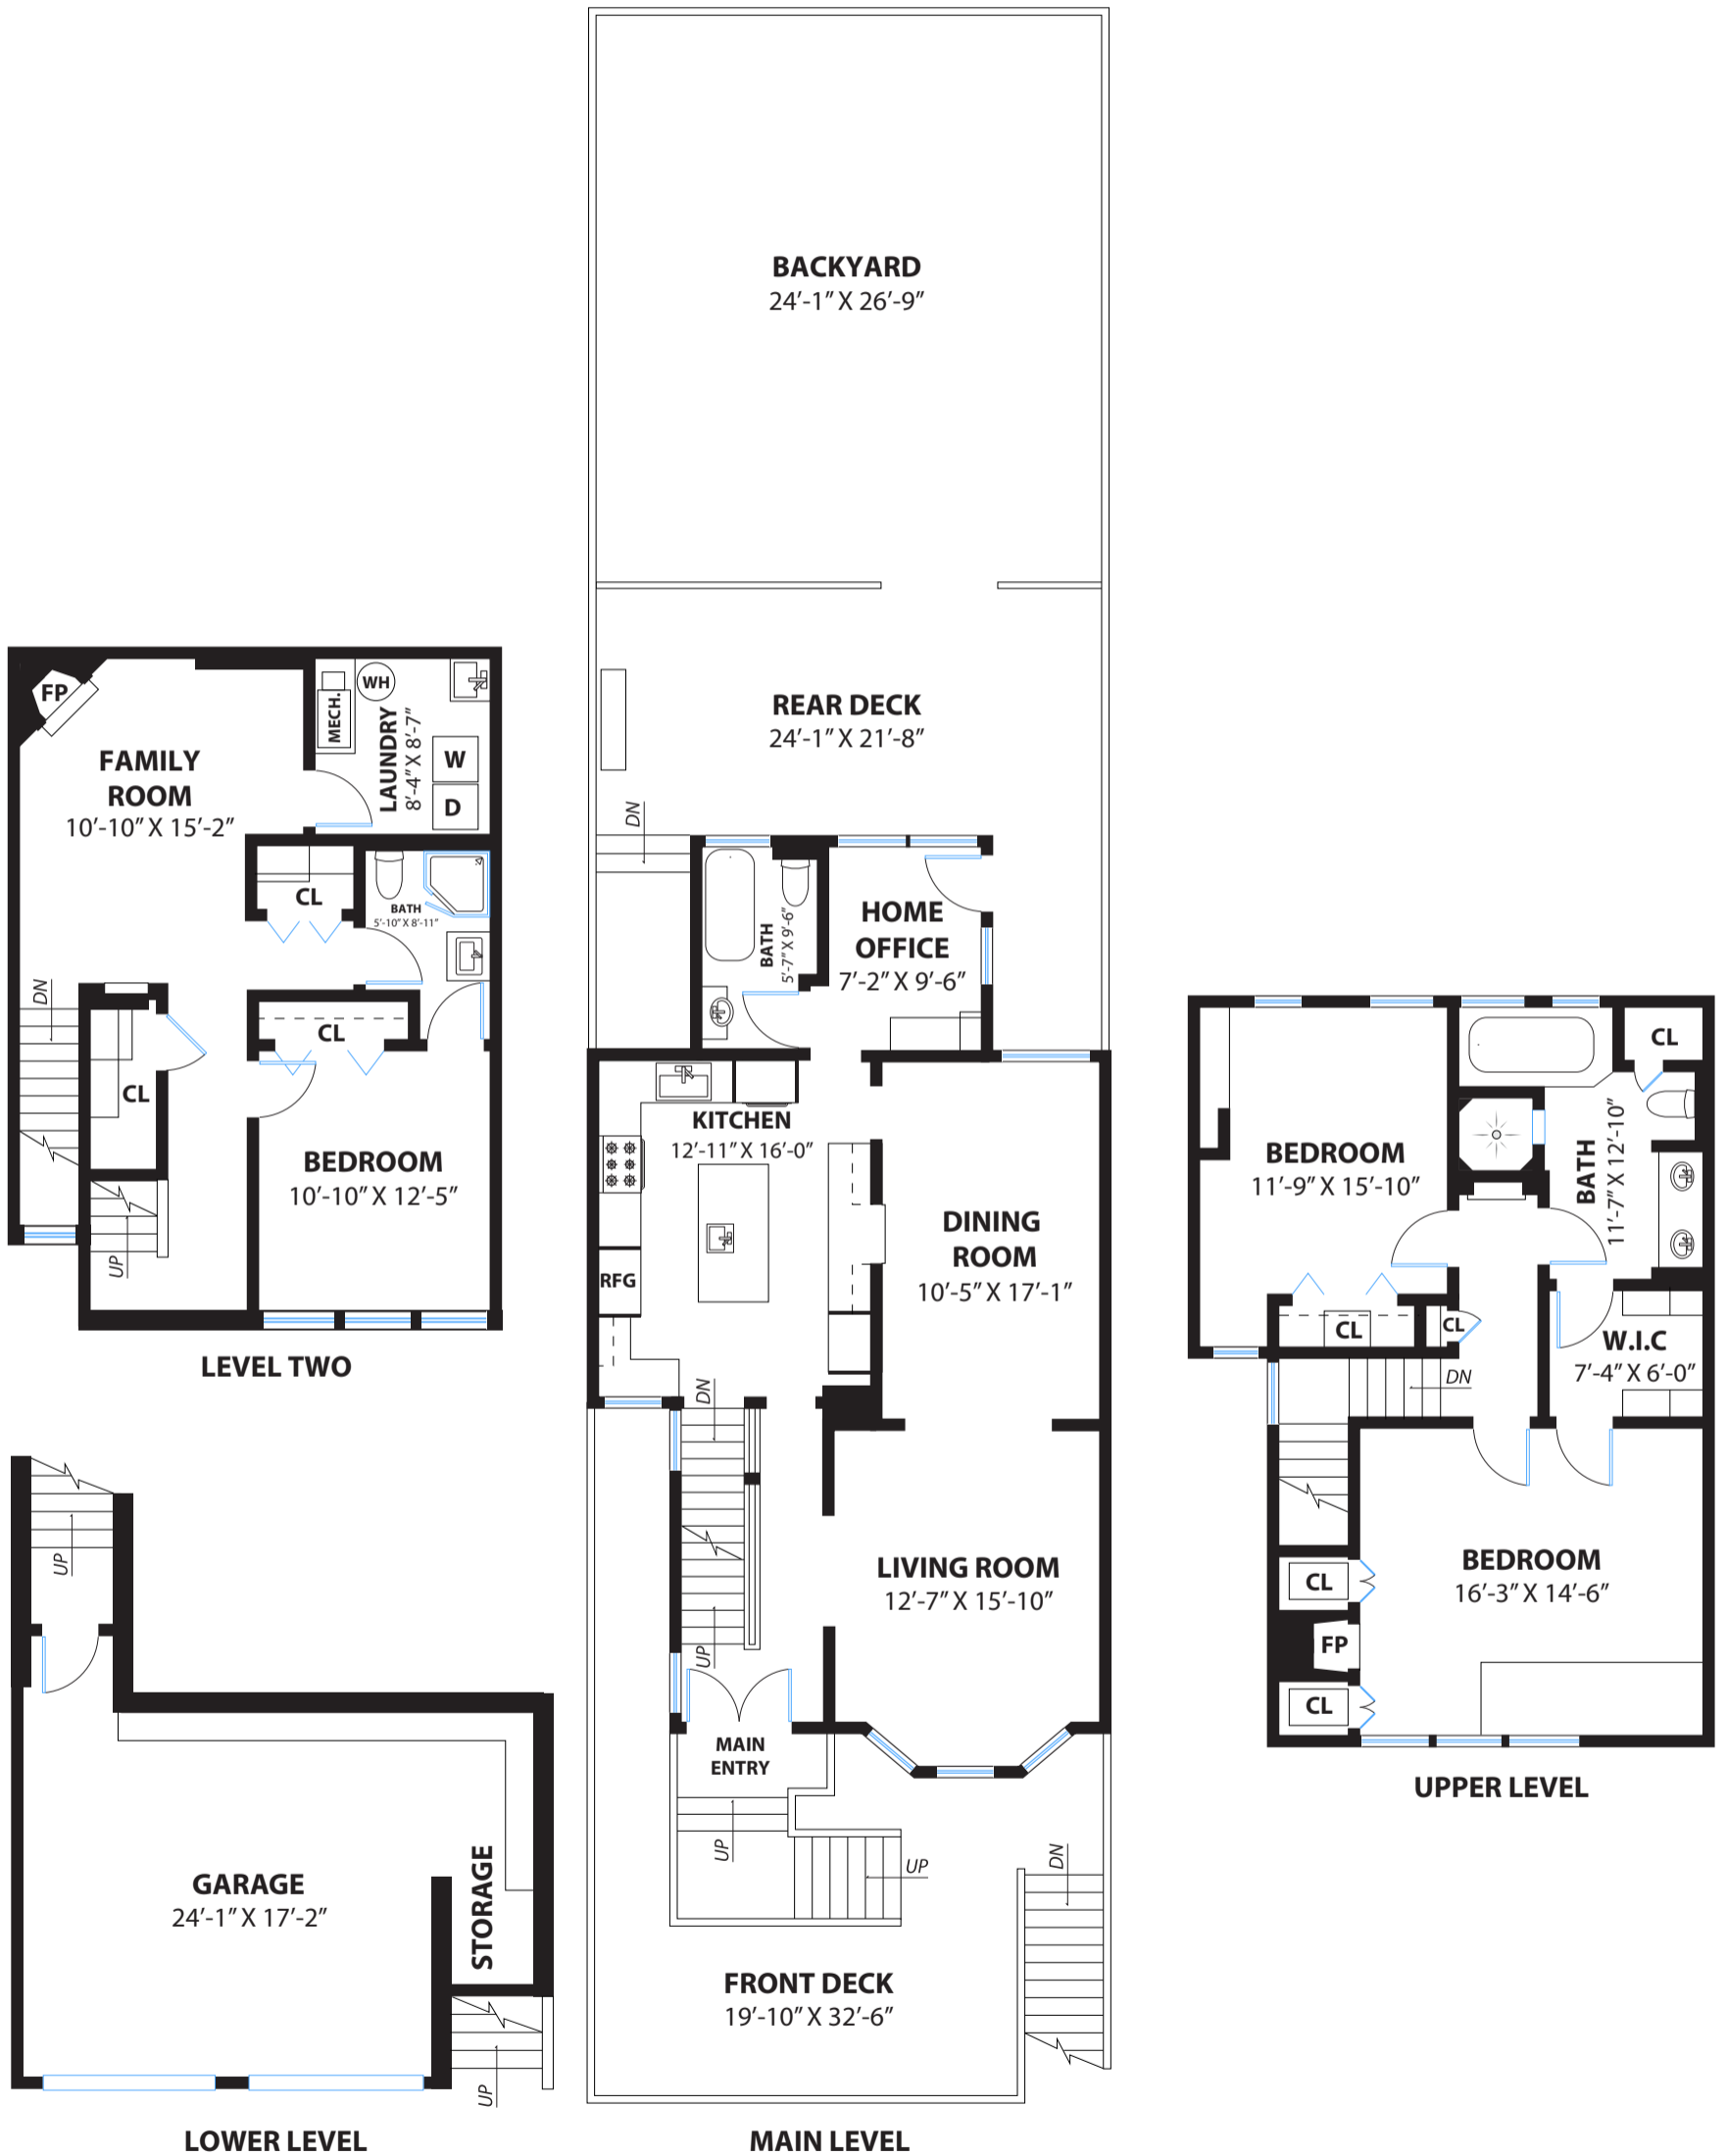 FP
MECH.
WH
LAUNDRY
8’-4” X 8’-7”
W
D
FAMILY
ROOM
10’-10” X 15’-2”
CL
BATH
5’-10” X 8’-11”
DN
CL
CL
BEDROOM
10’-10” X 12’-5”
UP
LEVEL TWO
UP
GARAGE
24’-1” X 17’-2”
STORAGE
UP
LOWER LEVEL
BACKYARD
24’-1” X 26’-9”
REAR DECK
24’-1” X 21’-8”
DN
BATH
5’-7” X 9’-6”
HOME
OFFICE
7’-2” X 9’-6”
KITCHEN
12’-11” X 16’-0”
RFG
DINING
ROOM
10’-5” X 17’-1”
DN
LIVING ROOM
12’-7” X 15’-10”
UP
MAIN
ENTRY
UP
UP
DN
FRONT DECK
19’-10” X 32’-6”
MAIN LEVEL
CL
BEDROOM
11’-9” X 15’-10”
BATH
11’-7” X 12’-10”
CL
CL
W.I.C
7’-4” X 6’-0”
DN
BEDROOM
16’-3” X 14’-6”
CL
FP
CL
UPPER LEVEL